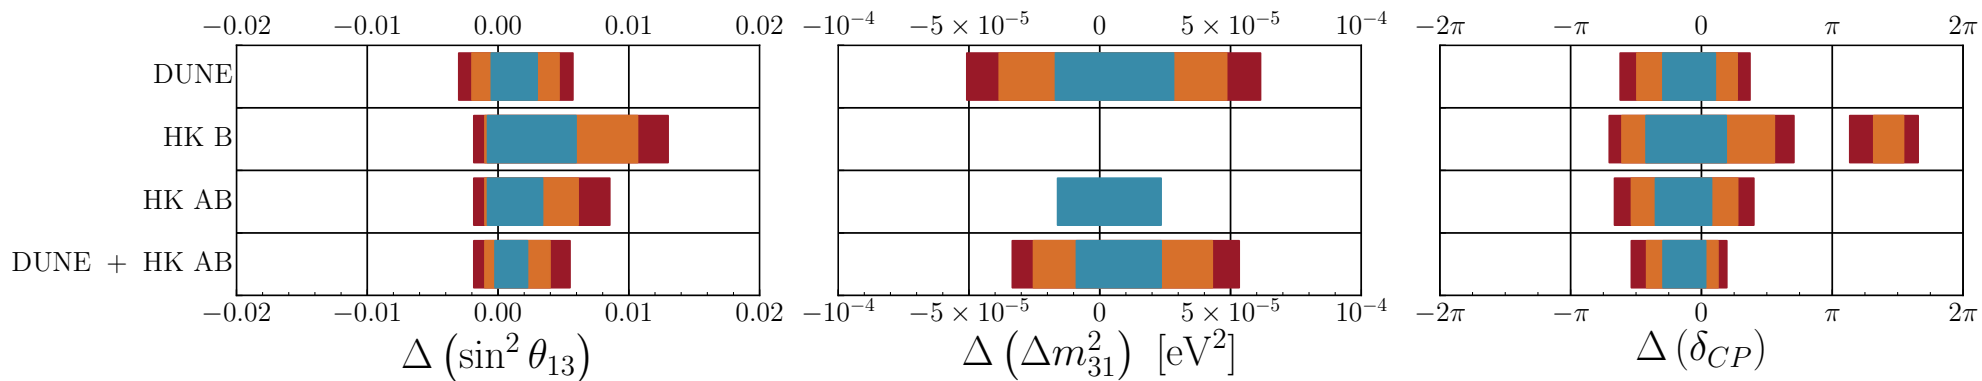 −0.02 −0.01 0.00 0.01 0.02 −10⁻⁴ −5 × 10⁻⁵ 0 5 × 10⁻⁵ 10⁻⁴ −2π −π 0 π 2π
DUNE
HK B
HK AB
DUNE + HK AB
−0.02 −0.01 0.00 0.01 0.02 −10⁻⁴ −5 × 10⁻⁵ 0 5 × 10⁻⁵ 10⁻⁴ −2π −π 0 π 2π
Δ (sin² θ₁₃) Δ (Δm²₃₁) [eV²] Δ (δ_CP)